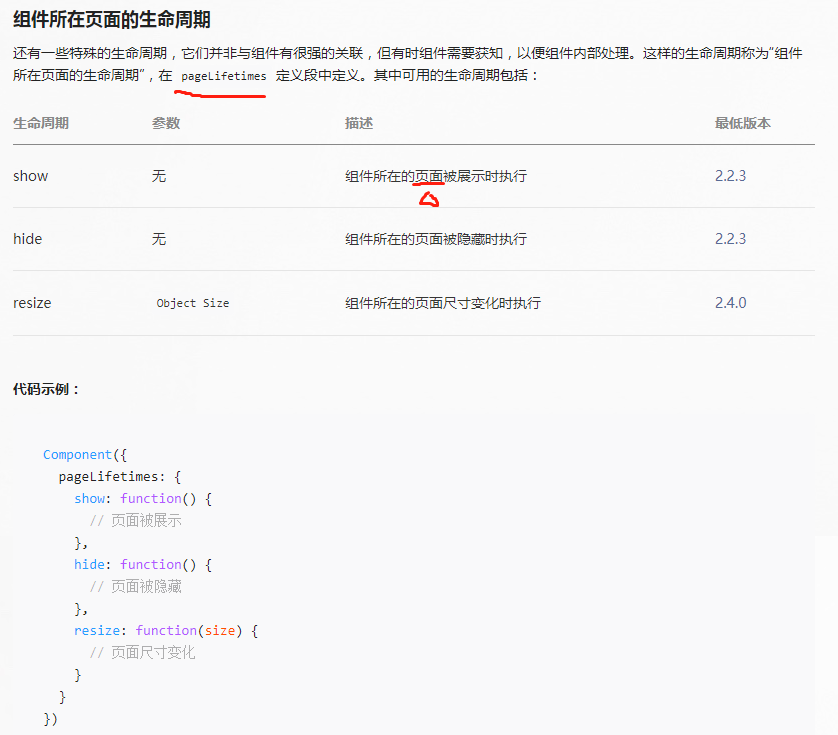 组件所在页面的生命周期
还有一些特殊的生命周期，它们并非与组件有很强的关联，但有时组件需要获知，以便组件内部处理。这样的生命周期称为“组件
所在页面的生命周期”，在 pageLifetimes 定义段中定义。其中可用的生命周期包括：
生命周期 参数 描述 最低版本
show 无 组件所在的页面被展示时执行 2.2.3
hide 无 组件所在的页面被隐藏时执行 2.2.3
resize Object Size 组件所在的页面尺寸变化时执行 2.4.0
代码示例：
Component({
  pageLifetimes: {
    show: function() {
      // 页面被展示
    },
    hide: function() {
      // 页面被隐藏
    },
    resize: function(size) {
      // 页面尺寸变化
    }
  }
})